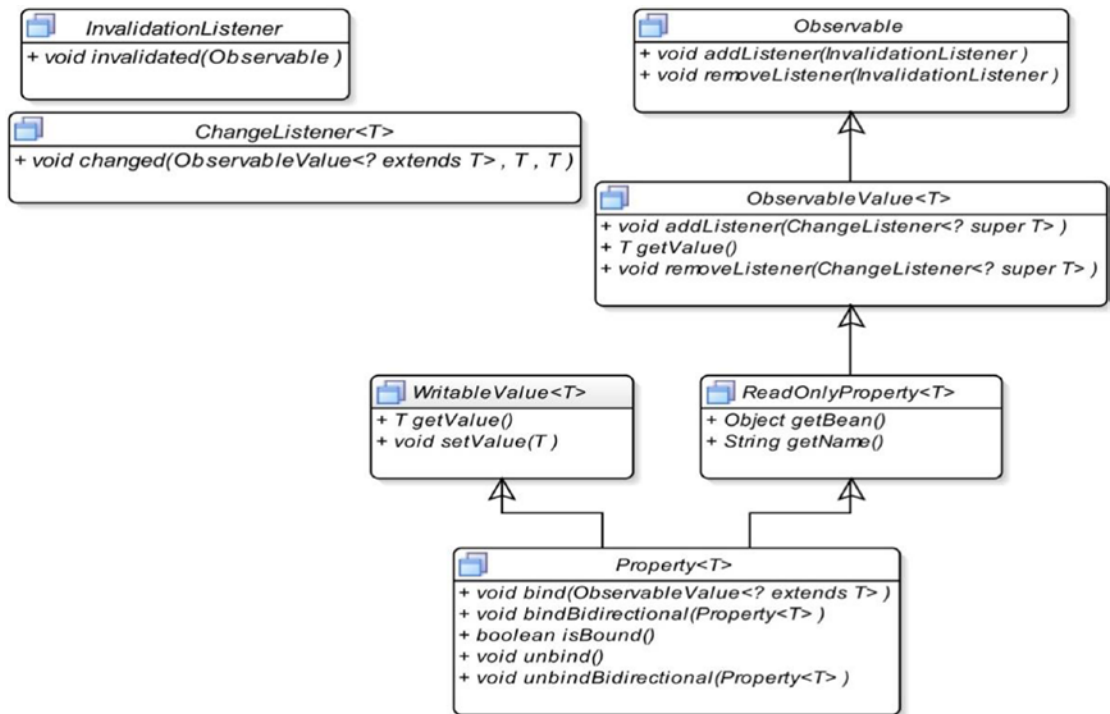 InvalidationListener
+ void invalidated(Observable )
ChangeListener<T>
+ void changed(ObservableValue<? extends T> , T , T )
Observable
+ void addListener(InvalidationListener )
+ void removeListener(InvalidationListener )
ObservableValue<T>
+ void addListener(ChangeListener<? super T> )
+ T getValue()
+ void removeListener(ChangeListener<? super T> )
WritableValue<T>
+ T getValue()
+ void setValue(T )
ReadOnlyProperty<T>
+ Object getBean()
+ String getName()
Property<T>
+ void bind(ObservableValue<? extends T> )
+ void bindBidirectional(Property<T> )
+ boolean isBound()
+ void unbind()
+ void unbindBidirectional(Property<T> )